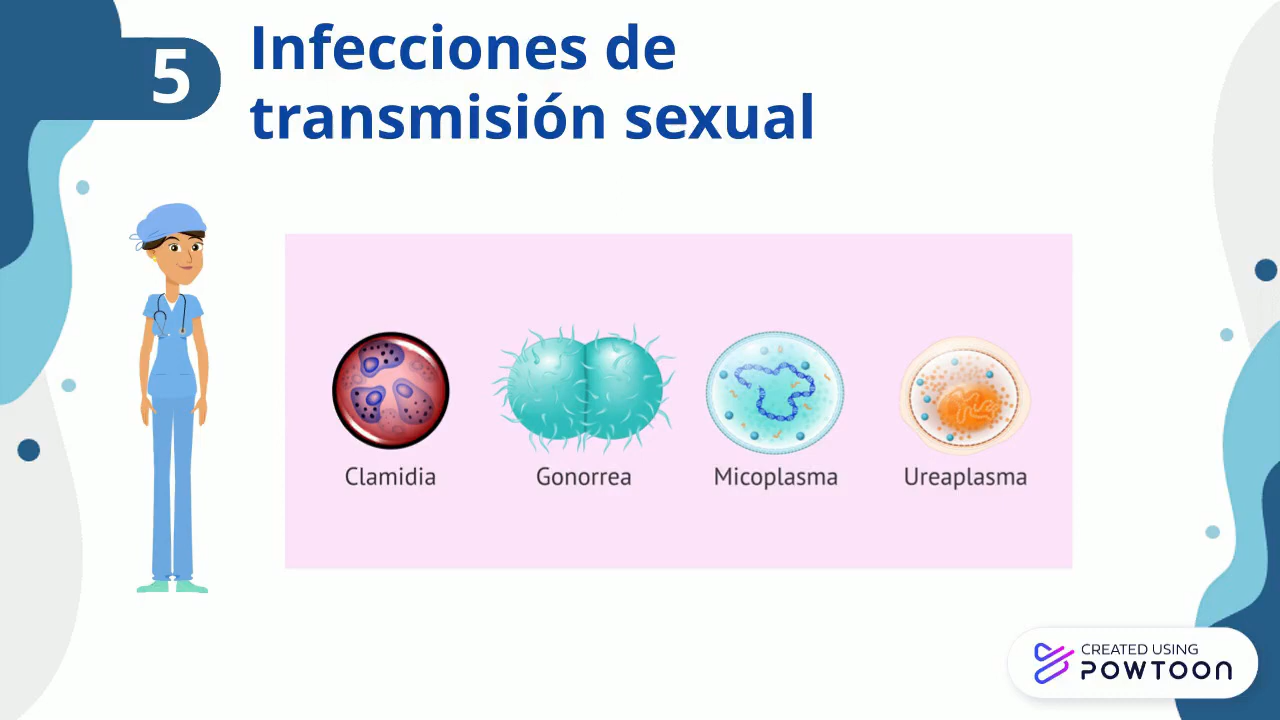 5
Infecciones de
transmisión sexual
Clamidia
Gonorrea
Micoplasma
Ureaplasma
CREATED USING
POWTOON